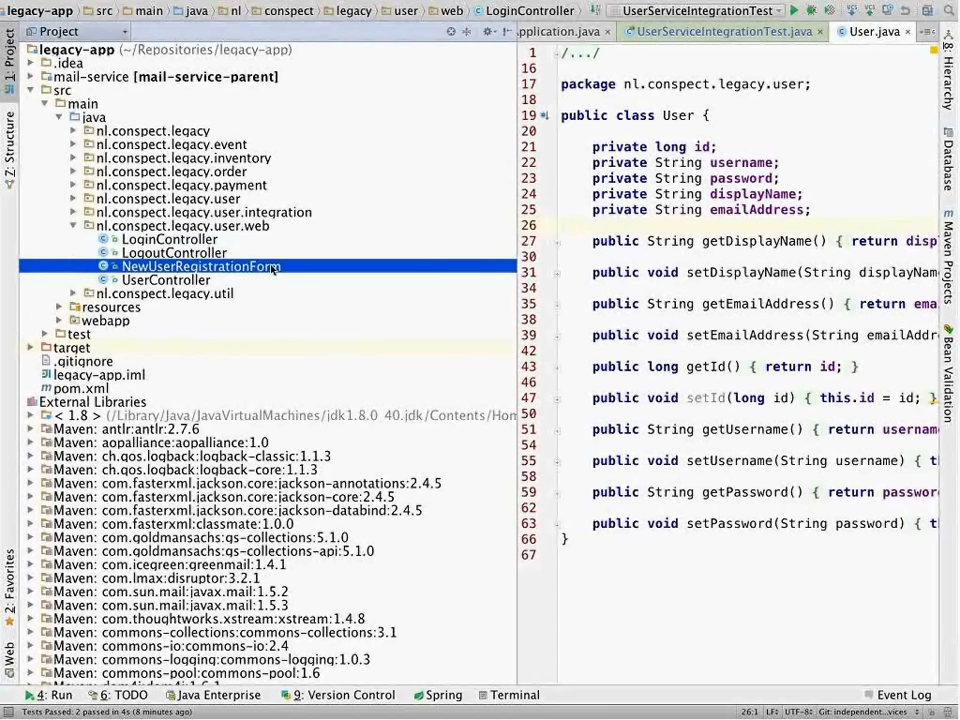 legacy-app src main java nl conspect legacy user web LoginController UserServiceIntegrationTest
Project
pplication.java × UserServiceIntegrationTest.java × User.java ×
legacy-app (~/Repositories/legacy-app)
.idea
mail-service [mail-service-parent]
src
main
java
nl.conspect.legacy
nl.conspect.legacy.event
nl.conspect.legacy.inventory
nl.conspect.legacy.order
nl.conspect.legacy.payment
nl.conspect.legacy.user
nl.conspect.legacy.user.integration
nl.conspect.legacy.user.web
LoginController
LogoutController
NewUserRegistrationForm
UserController
nl.conspect.legacy.util
resources
webapp
test
target
.gitignore
legacy-app.iml
pom.xml
External Libraries
< 1.8 > (/Library/Java/JavaVirtualMachines/jdk1.8.0_40.jdk/Contents/Hom
Maven: antlr:antlr:2.7.6
Maven: aopalliance:aopalliance:1.0
Maven: ch.qos.logback:logback-classic:1.1.3
Maven: ch.qos.logback:logback-core:1.1.3
Maven: com.fasterxml.jackson.core:jackson-annotations:2.4.5
Maven: com.fasterxml.jackson.core:jackson-core:2.4.5
Maven: com.fasterxml.jackson.core:jackson-databind:2.4.5
Maven: com.fasterxml:classmate:1.0.0
Maven: com.goldmansachs:gs-collections:5.1.0
Maven: com.goldmansachs:gs-collections-api:5.1.0
Maven: com.icegreen:greenmail:1.4.1
Maven: com.lmax:disruptor:3.2.1
Maven: com.sun.mail:javax.mail:1.5.2
Maven: com.sun.mail:javax.mail:1.5.3
Maven: com.thoughtworks.xstream:xstream:1.4.8
Maven: commons-collections:commons-collections:3.1
Maven: commons-io:commons-io:2.4
Maven: commons-logging:commons-logging:1.0.3
Maven: commons-pool:commons-pool:1.6
1 /.../
16
17 package nl.conspect.legacy.user;
18
19 public class User {
20
21 private long id;
22 private String username;
23 private String password;
24 private String displayName;
25 private String emailAddress;
26
27 public String getDisplayName() { return disp
30
31 public void setDisplayName(String displayName
34
35 public String getEmailAddress() { return ema
38
39 public void setEmailAddress(String emailAddr
42
43 public long getId() { return id; }
46
47 public void setId(long id) { this.id = id; }
50
51 public String getUsername() { return username
54
55 public void setUsername(String username) { th
58
59 public String getPassword() { return passwor
62
63 public void setPassword(String password) { t
66 }
67
1: Project
Z: Structure
2: Favorites
Web
8: Hierarchy
Database
Maven Projects
Bean Validation
4: Run 6: TODO Java Enterprise 9: Version Control Spring Terminal Event Log
Tests Passed: 2 passed in 4s (8 minutes ago) 26:1 LF÷ UTF-8÷ Git: independent...vices